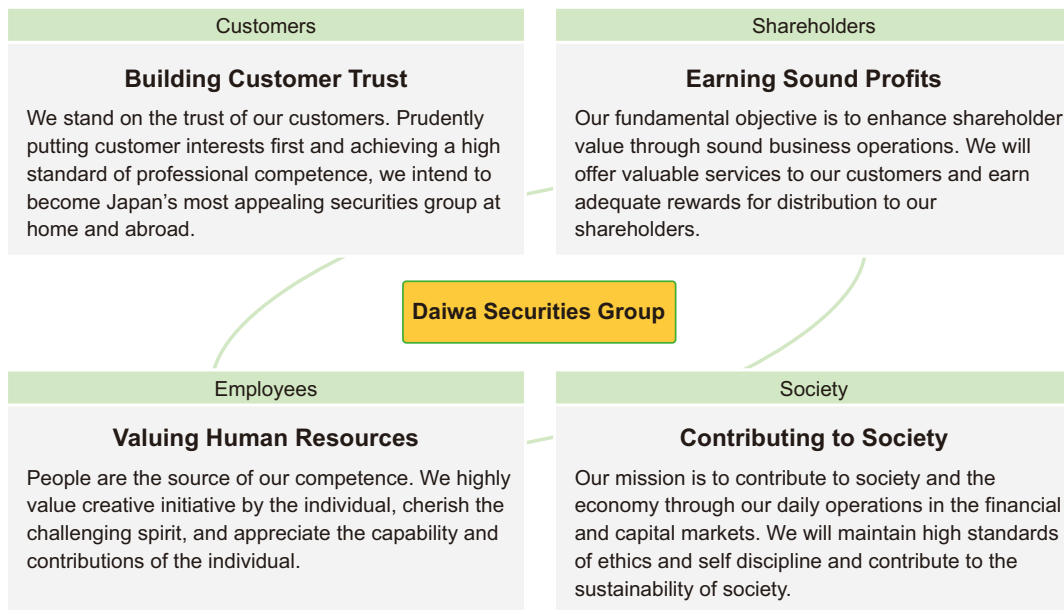 Customers
Building Customer Trust
We stand on the trust of our customers. Prudently
putting customer interests first and achieving a high
standard of professional competence, we intend to
become Japan’s most appealing securities group at
home and abroad.
Shareholders
Earning Sound Profits
Our fundamental objective is to enhance shareholder
value through sound business operations. We will
offer valuable services to our customers and earn
adequate rewards for distribution to our
shareholders.
Daiwa Securities Group
Employees
Valuing Human Resources
People are the source of our competence. We highly
value creative initiative by the individual, cherish the
challenging spirit, and appreciate the capability and
contributions of the individual.
Society
Contributing to Society
Our mission is to contribute to society and the
economy through our daily operations in the financial
and capital markets. We will maintain high standards
of ethics and self discipline and contribute to the
sustainability of society.